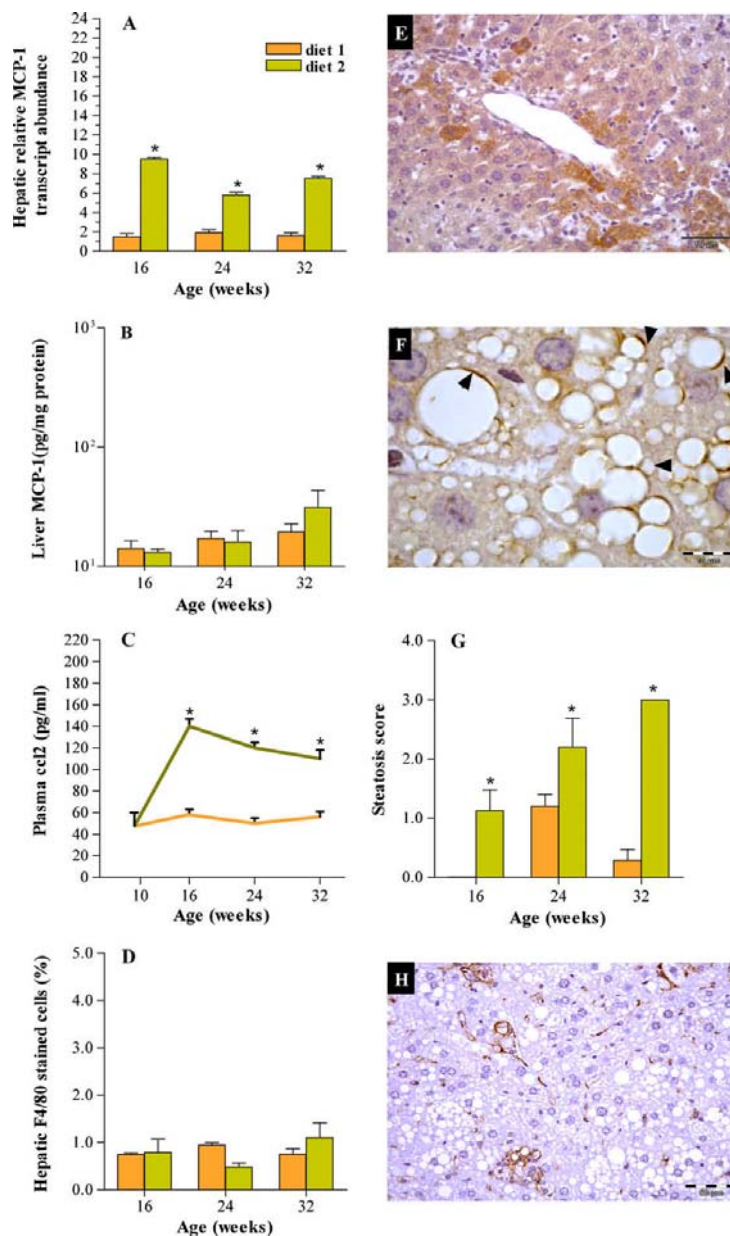 A
Hepatic relative MCP-1
transcript abundance
24
22
20
18
16
14
12
10
8
6
4
2
0
diet 1
diet 2
* * *
16 24 32
Age (weeks)
E
B
Liver MCP-1(pg/mg protein)
10³
10²
10¹
16 24 32
Age (weeks)
F
C
Plasma ccl2 (pg/ml)
220
200
180
160
140
120
100
80
60
40
20
0
* * *
10 16 24 32
Age (weeks)
G
Steatosis score
4.0
3.0
2.0
1.0
0.0
* * *
16 24 32
Age (weeks)
D
Hepatic F4/80 stained cells (%)
5.0
4.0
3.0
2.0
1.0
0.0
16 24 32
Age (weeks)
H